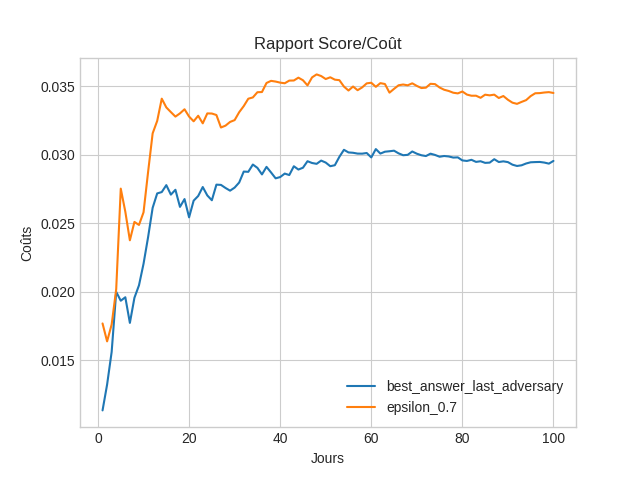 Rapport Score/Coût
0.035
0.030
0.025
0.020
0.015
Coûts
0 20 40 60 80 100
Jours
best_answer_last_adversary
epsilon_0.7